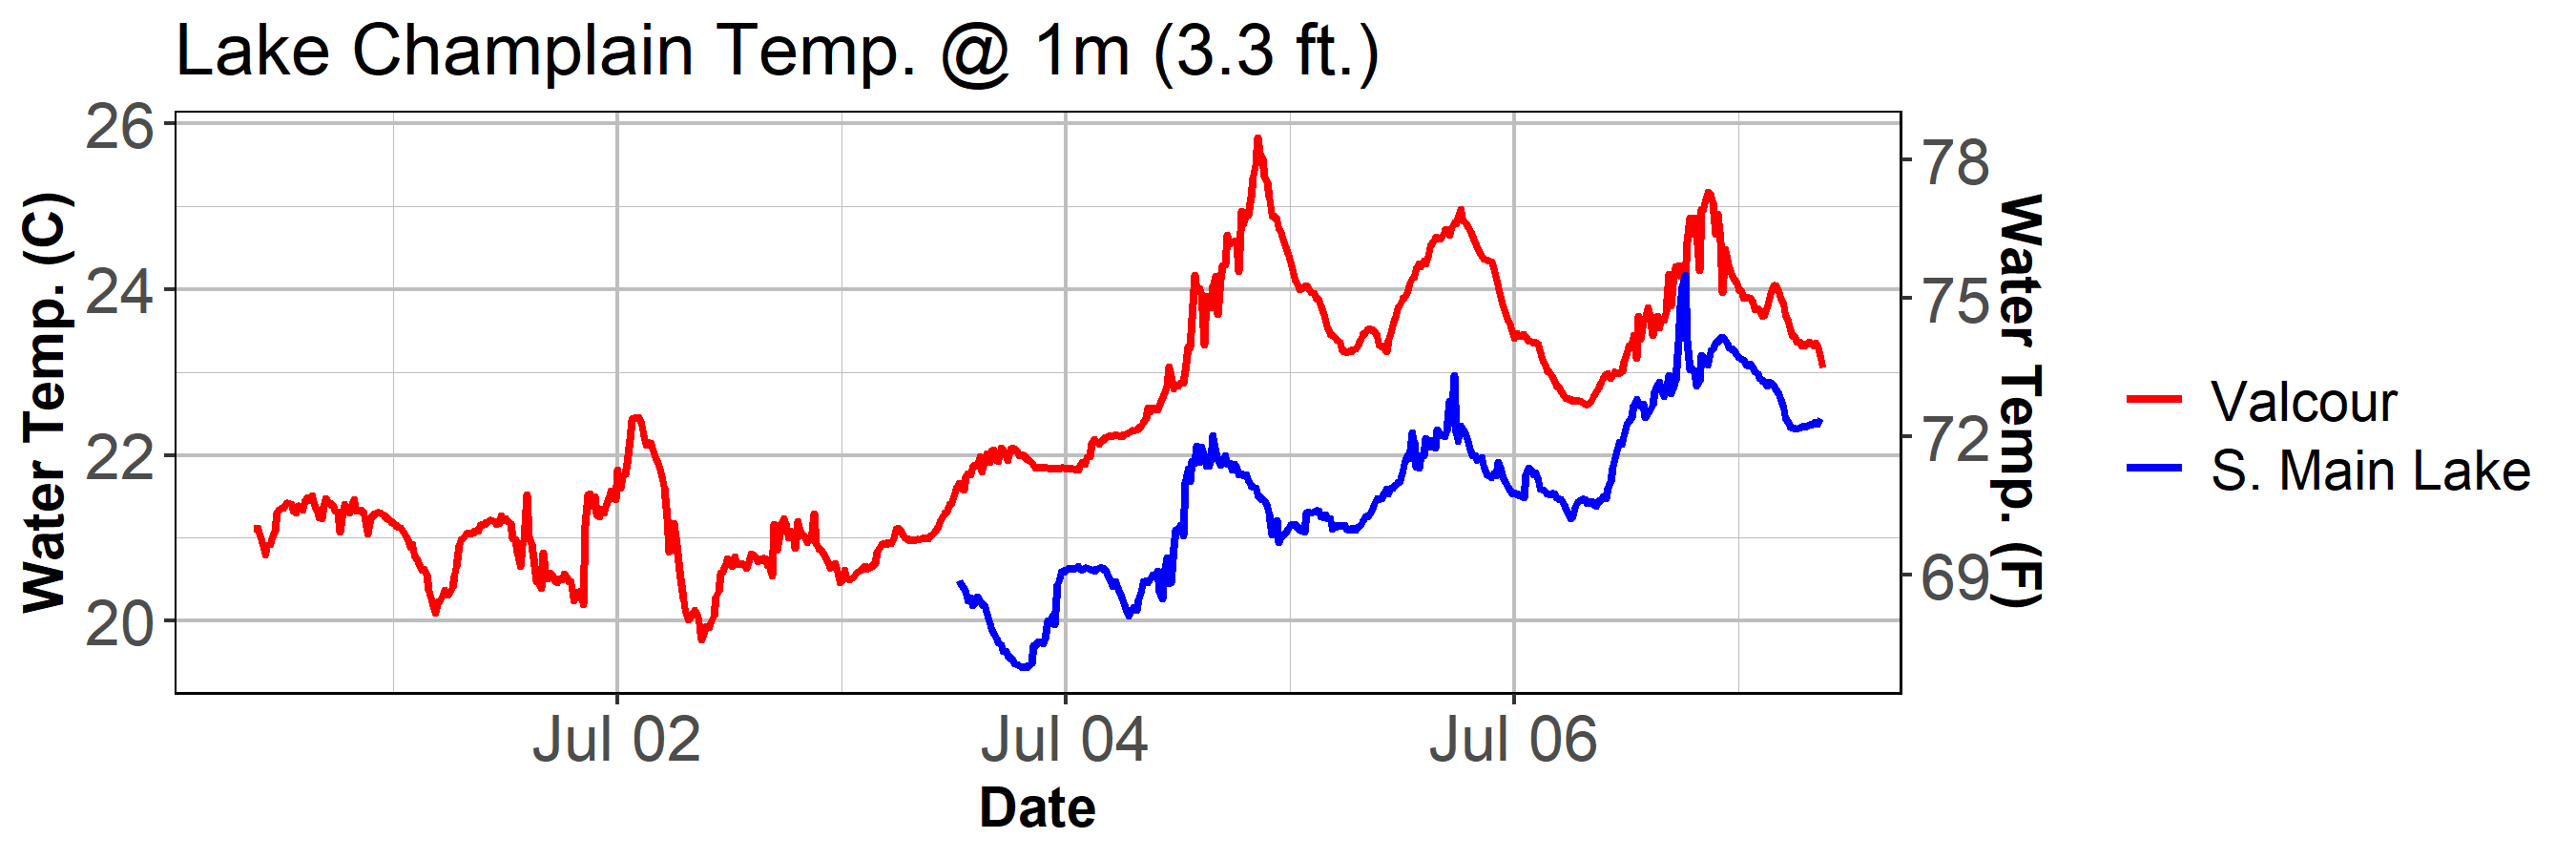 Lake Champlain Temp. @ 1m (3.3 ft.)
26
24
22
20
Water Temp. (C)
78
75
72
69
Water Temp. (F)
Jul 02
Jul 04
Jul 06
Date
Valcour
S. Main Lake